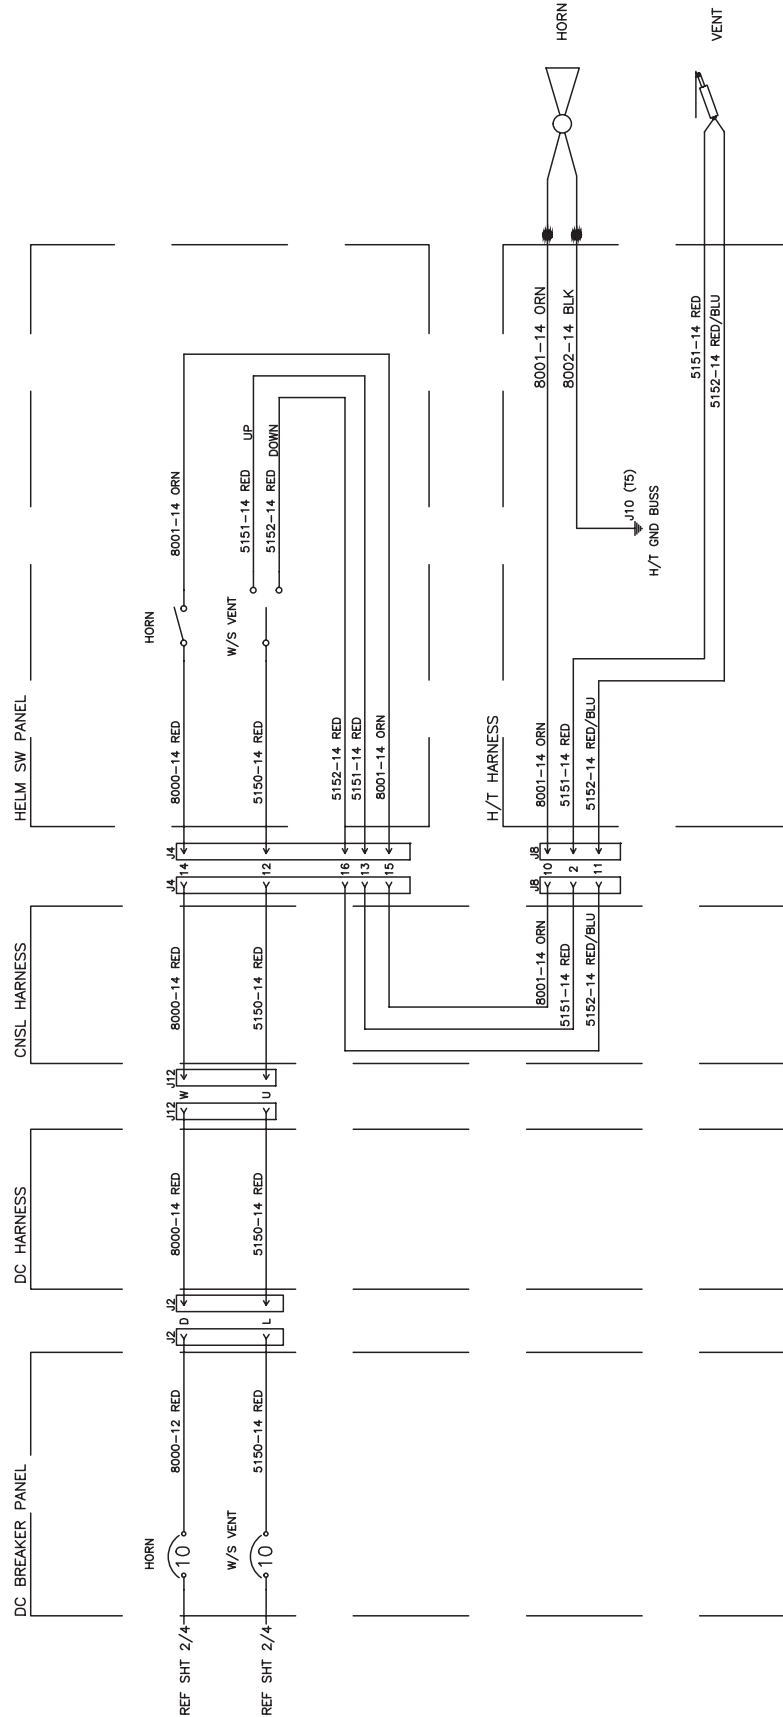 DC BREAKER PANEL
REF SHT 2/4
HORN
10
8000-12 RED
REF SHT 2/4
W/S VENT
10
5150-14 RED
J2
J2
D
L
DC HARNESS
8000-14 RED
5150-14 RED
J12
J12
W
U
CNSL HARNESS
8000-14 RED
5150-14 RED
8001-14 ORN
5151-14 RED
5152-14 RED/BLU
J4
J4
14
12
16
13
15
J8
J8
10
2
11
HELM SW PANEL
8000-14 RED
HORN
8001-14 ORN
5150-14 RED
W/S VENT
5151-14 RED
UP
5152-14 RED
DOWN
5152-14 RED
5151-14 RED
8001-14 ORN
H/T HARNESS
8001-14 ORN
5151-14 RED
5152-14 RED/BLU
J10 (T5)
H/T GND BUSS
8001-14 ORN
8002-14 BLK
5151-14 RED
5152-14 RED/BLU
HORN
VENT